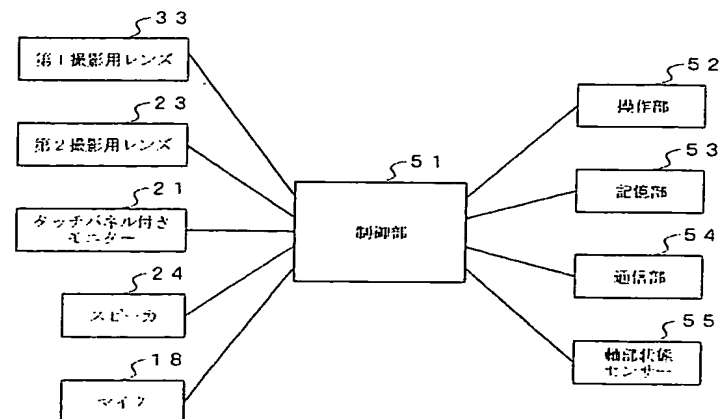 33
第1撮影用レンズ
23
第2撮影用レンズ
21
タッチパネル付き
モニター
24
スピーカ
18
マイク
51
制御部
52
操作部
53
記憶部
54
通信部
55
軸部状態
センサー